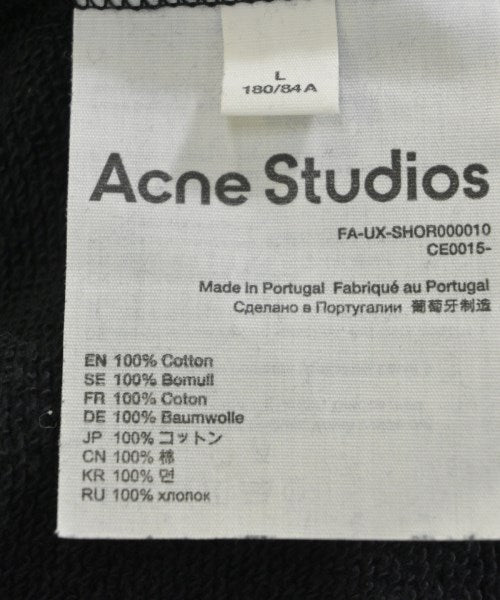 L
180/84 A
Acne Studios
FA-UX-SHOR000010
CE0015-
Made in Portugal Fabriqué au Portugal
Сделано в Португалии 葡萄牙制造
EN 100% Cotton
SE 100% Bomull
FR 100% Coton
DE 100% Baumwolle
JP 100% コットン
CN 100% 棉
KR 100% 면
RU 100% хлопок